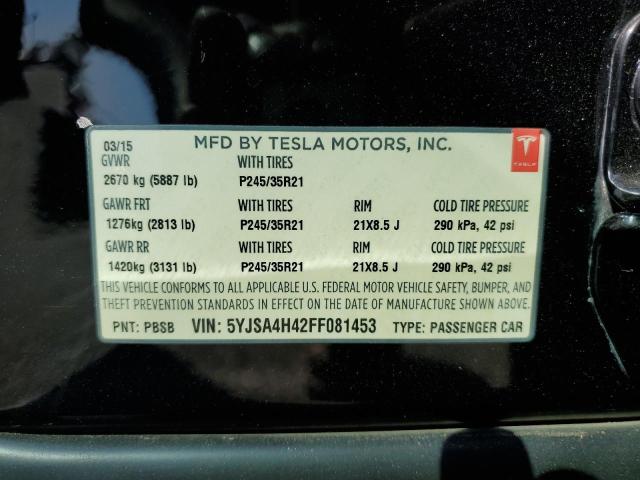 03/15 MFD BY TESLA MOTORS, INC. TESLA
GVWR WITH TIRES
2670 kg (5887 lb) P245/35R21
GAWR FRT WITH TIRES RIM COLD TIRE PRESSURE
1276kg (2813 lb) P245/35R21 21X8.5 J 290 kPa, 42 psi
GAWR RR WITH TIRES RIM COLD TIRE PRESSURE
1420kg (3131 lb) P245/35R21 21X8.5 J 290 kPa, 42 psi
THIS VEHICLE CONFORMS TO ALL APPLICABLE U.S. FEDERAL MOTOR VEHICLE SAFETY, BUMPER, AND
THEFT PREVENTION STANDARDS IN EFFECT ON THE DATE OF MANUFACTURE SHOWN ABOVE.
PNT: PBSB VIN: 5YJSA4H42FF081453 TYPE: PASSENGER CAR